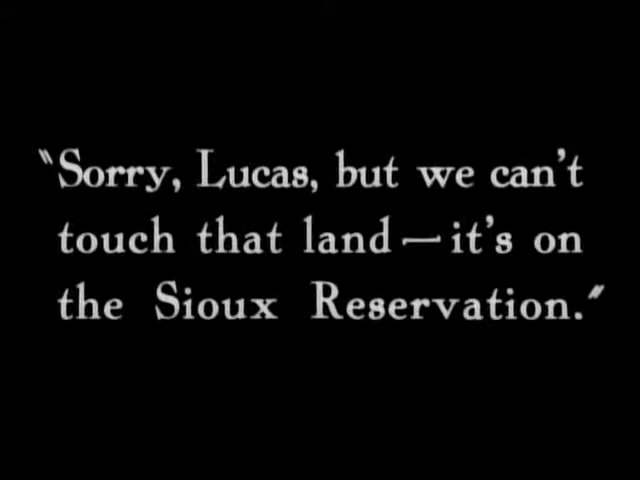 "Sorry, Lucas, but we can't
touch that land—it's on
the Sioux Reservation."